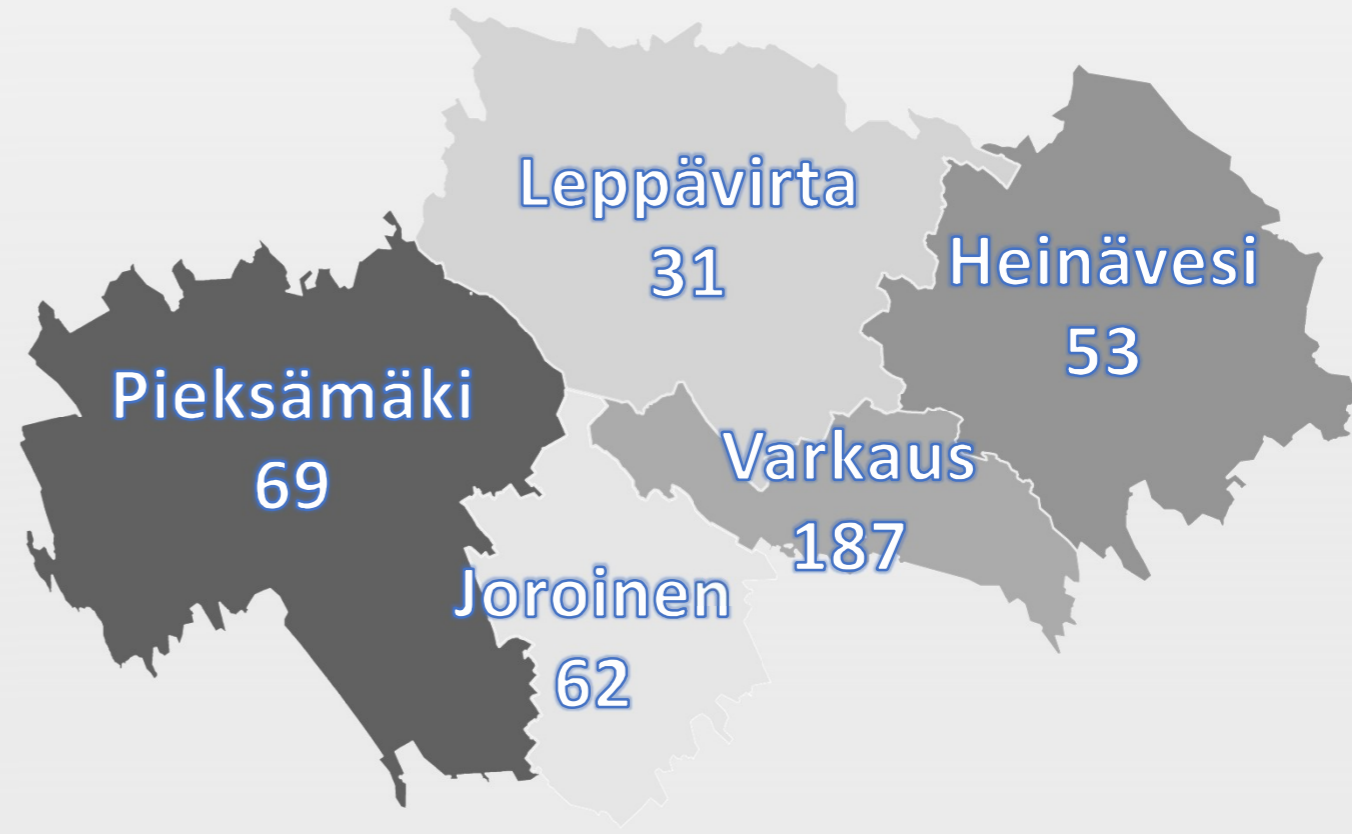 Leppävirta
31
Heinävesi
53
Pieksämäki
69
Varkaus
187
Joroinen
62